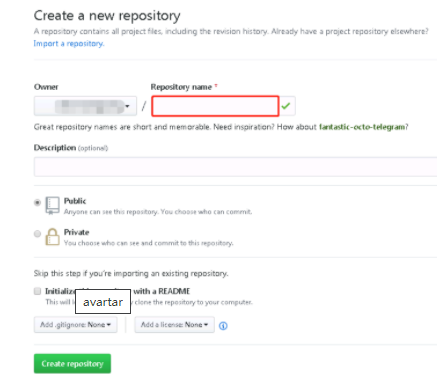 Create a new repository
A repository contains all project files, including the revision history. Already have a project repository elsewhere?
Import a repository.
Owner
Repository name *
/
Great repository names are short and memorable. Need inspiration? How about fantastic-octo-telegram?
Description (optional)
Public
Anyone can see this repository. You choose who can commit.
Private
You choose who can see and commit to this repository.
Skip this step if you're importing an existing repository.
Initialize with a README
This will clone the repository to your computer.
avartar
Add .gitignore: None
Add a license: None
Create repository